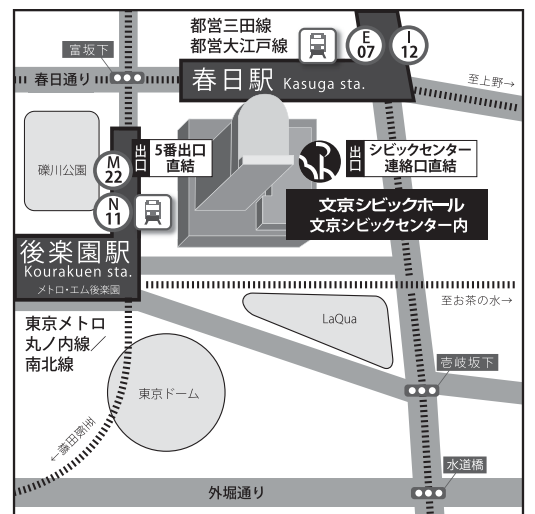 都営三田線
都営大江戸線
E
07
I
12
富坂下
春日通り
春日駅 Kasuga sta.
至上野→
礫川公園
M
22
N
11
出口
5番出口
直結
出口
シビックセンター
連絡口直結
文京シビックホール
文京シビックセンター内
後楽園駅
Kourakuen sta.
メトロ・エム後楽園
至お茶の水→
LaQua
東京メトロ
丸ノ内線／
南北線
壱岐坂下
東京ドーム
至飯田橋→
水道橋
外堀通り